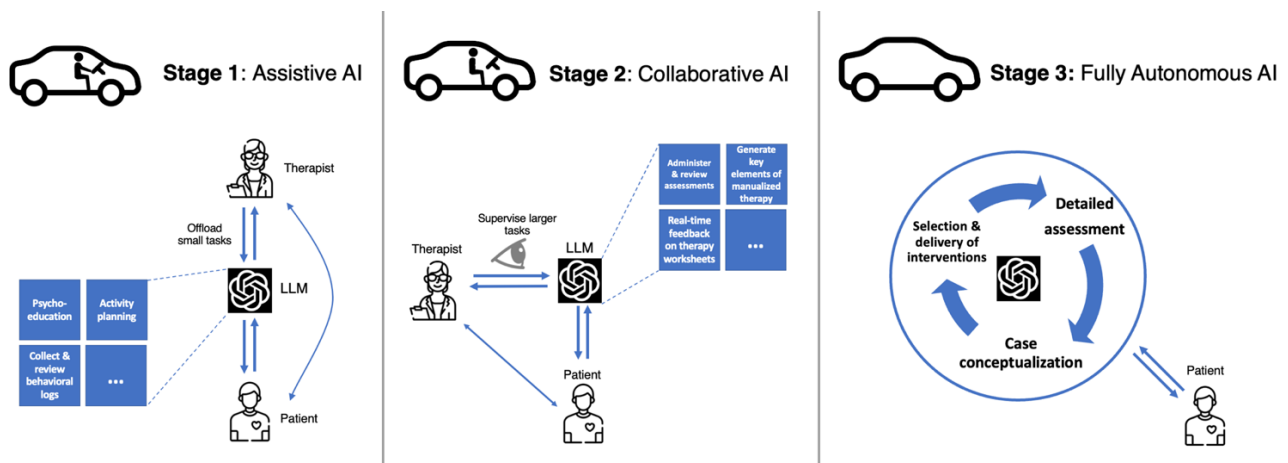 Stage 1: Assistive AI
Therapist
Offload
small tasks
LLM
Psycho-
education
Activity
planning
Collect &
review
behavioral
logs
...
Patient
Stage 2: Collaborative AI
Administer
& review
assessments
Generate
key
elements of
manualized
therapy
Real-time
feedback
on therapy
worksheets
...
Supervise larger
tasks
Therapist
LLM
Patient
Stage 3: Fully Autonomous AI
Detailed
assessment
Selection &
delivery of
interventions
Case
conceptualization
Patient